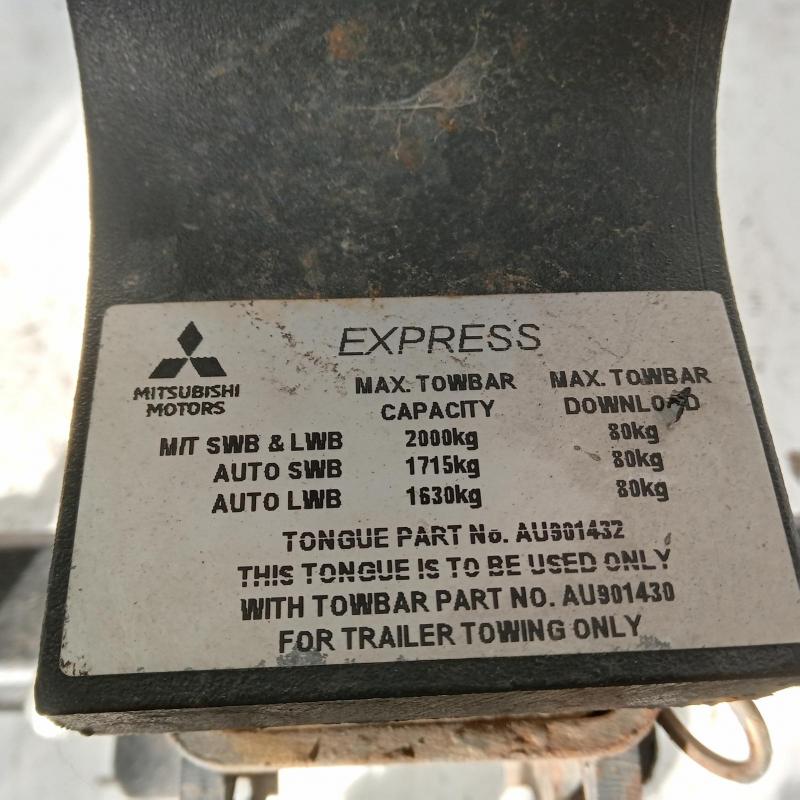 EXPRESS
MITSUBISHI
MOTORS
MAX. TOWBAR CAPACITY
MAX. TOWBAR DOWNLOAD
MIT SWB & LWB 2000kg 80kg
AUTO SWB 1715kg 80kg
AUTO LWB 1630kg 80kg
TONGUE PART No. AU901432
THIS TONGUE IS TO BE USED ONLY
WITH TOWBAR PART NO. AU901430
FOR TRAILER TOWING ONLY